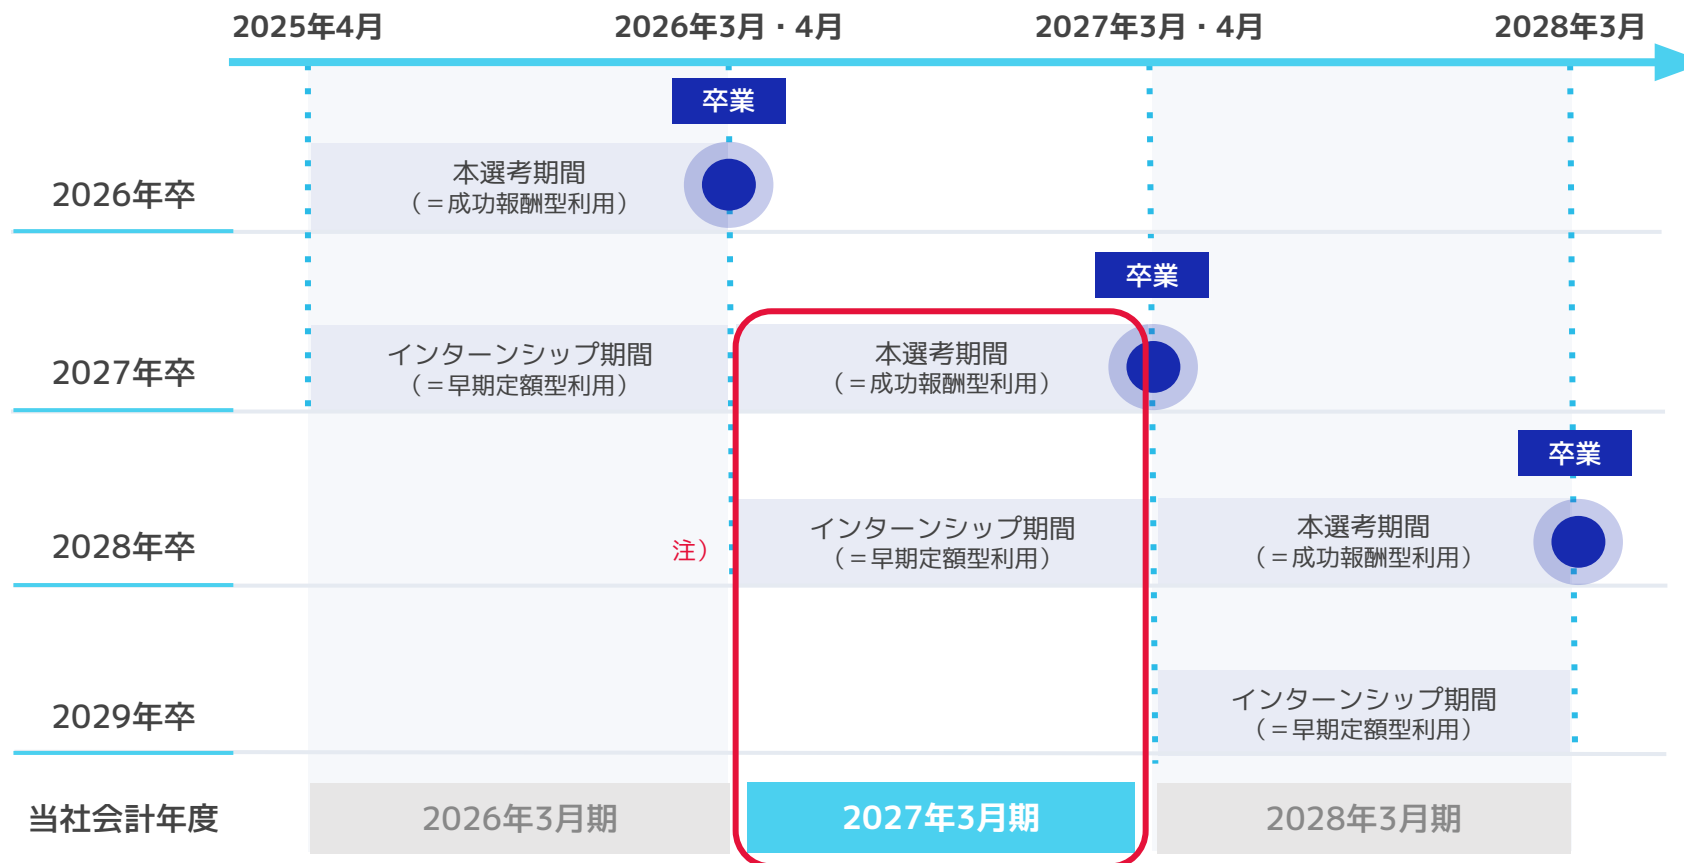 2025年4月
2026年3月・4月
2027年3月・4月
2028年3月
卒業
2026年卒
本選考期間
（＝成功報酬型利用）
卒業
2027年卒
インターンシップ期間
（＝早期定額型利用）
本選考期間
（＝成功報酬型利用）
卒業
2028年卒
注）
インターンシップ期間
（＝早期定額型利用）
本選考期間
（＝成功報酬型利用）
2029年卒
インターンシップ期間
（＝早期定額型利用）
当社会計年度
2026年3月期
2027年3月期
2028年3月期